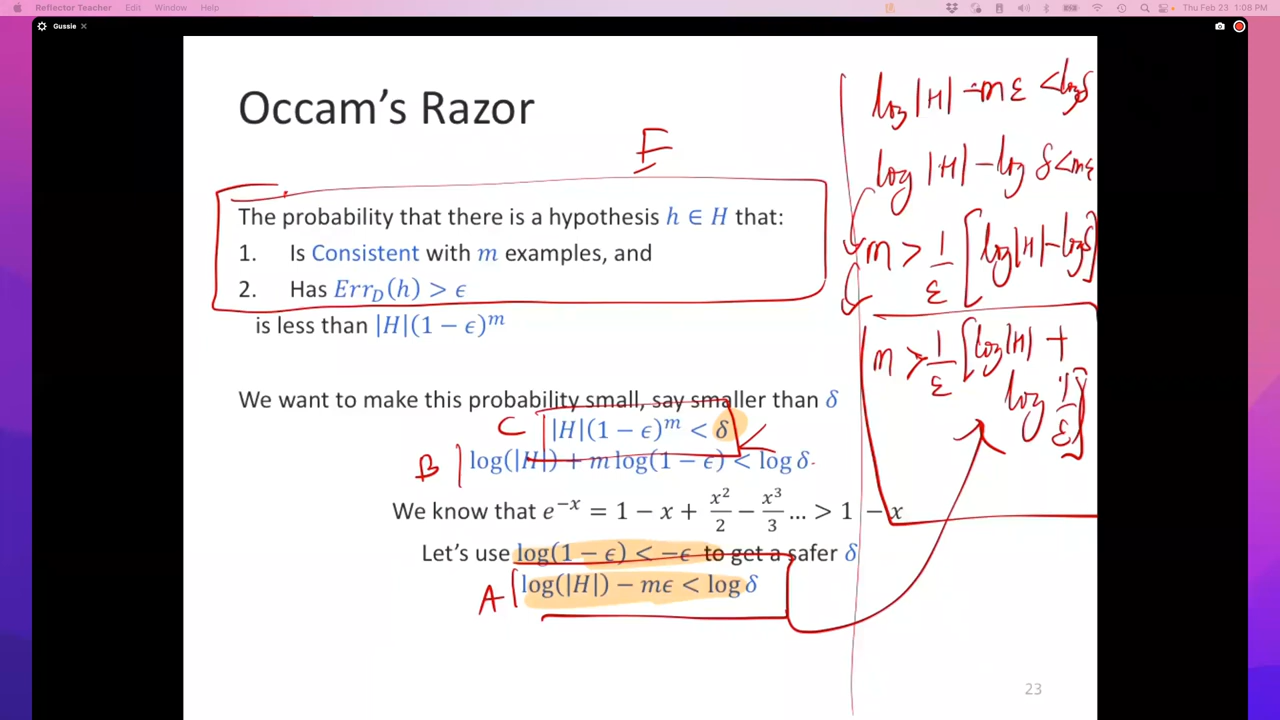 Reflector Teacher Edit Window Help Thu Feb 23 1:08 PM
Gussie
Occam's Razor
E
The probability that there is a hypothesis h ∈ H that:
1. Is Consistent with m examples, and
2. Has Err_D(h) > ϵ
is less than |H|(1 − ϵ)^m
We want to make this probability small, say smaller than δ
C |H|(1 − ϵ)^m < δ
B log(|H|) + m log(1 − ϵ) < log δ.
We know that e^{−x} = 1 − x + x²/2 − x³/3 … > 1 − x
Let's use log(1 − ϵ) < −ϵ to get a safer δ
A log(|H|) − mϵ < log δ
log |H| − mε < log δ
log |H| − log δ < mε
m > 1/ε [log |H| − log δ]
m > 1/ε [log |H| +
log 1/ε]
23